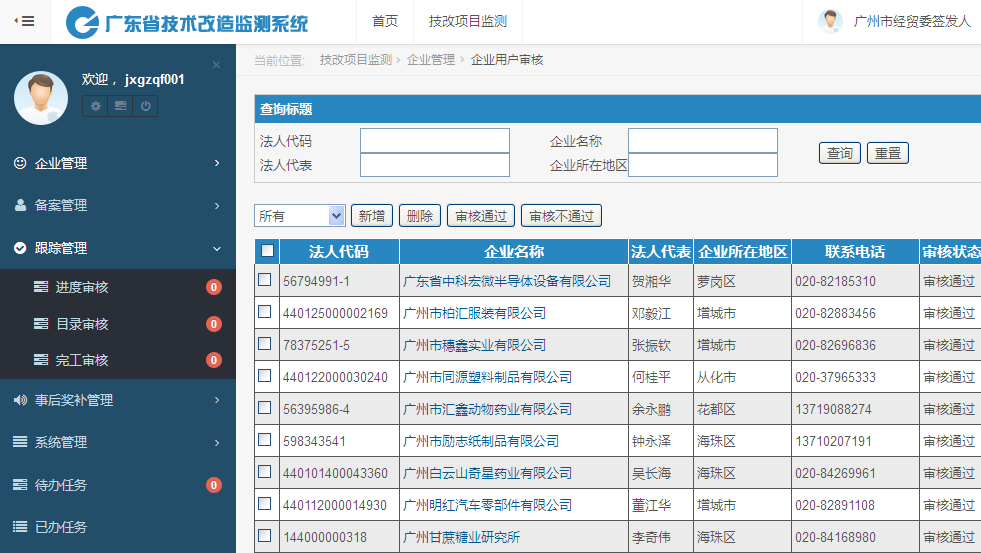 广东省技术改造监测系统 首页 技改项目监测 广州市经贸委签发人
欢迎， jxgzqf001
企业管理
备案管理
跟踪管理
进度审核 0
目录审核 0
完工审核 0
事后奖补管理
系统管理
待办任务 0
已办任务
当前位置: 技改项目监测 › 企业管理 › 企业用户审核
查询标题
法人代码 企业名称 查询 重置
法人代表 企业所在地区
所有 新增 删除 审核通过 审核不通过
法人代码 企业名称 法人代表 企业所在地区 联系电话 审核状态
56794991-1 广东省中科宏微半导体设备有限公司 贺湘华 萝岗区 020-82185310 审核通过
440125000002169 广州市柏汇服装有限公司 邓毅江 增城市 020-82883456 审核通过
78375251-5 广州市穗鑫实业有限公司 张振钦 增城市 020-82696836 审核通过
440122000030240 广州市同源塑料制品有限公司 何桂平 从化市 020-37965333 审核通过
56395986-4 广州市汇鑫动物药业有限公司 余永鹏 花都区 13719088274 审核通过
598343541 广州市励志纸制品有限公司 钟永泽 海珠区 13710207191 审核通过
440101400043360 广州白云山奇星药业有限公司 吴长海 海珠区 020-84269961 审核通过
440112000014930 广州明红汽车零部件有限公司 董江华 增城市 020-82891108 审核通过
144000000318 广州甘蔗糖业研究所 李奇伟 海珠区 020-84168980 审核通过